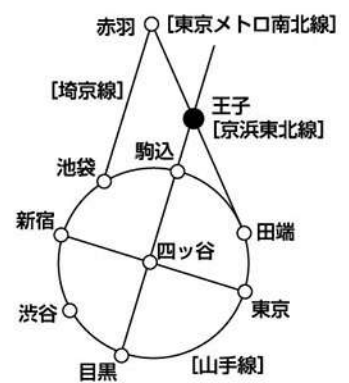 赤羽
[東京メトロ南北線]
[埼京線]
王子
[京浜東北線]
駒込
池袋
新宿
田端
四ッ谷
渋谷
東京
目黒
[山手線]